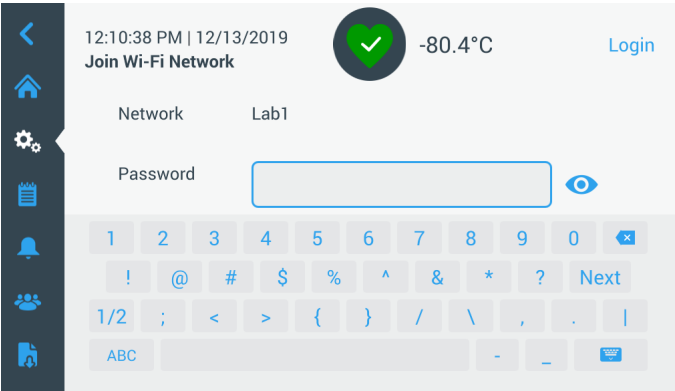 12:10:38 PM | 12/13/2019
Join Wi-Fi Network
-80.4°C
Login
Network Lab1
Password
1 2 3 4 5 6 7 8 9 0
! @ # $ % ^ & * ? Next
1/2 ; < > { } / \ , . |
ABC - _